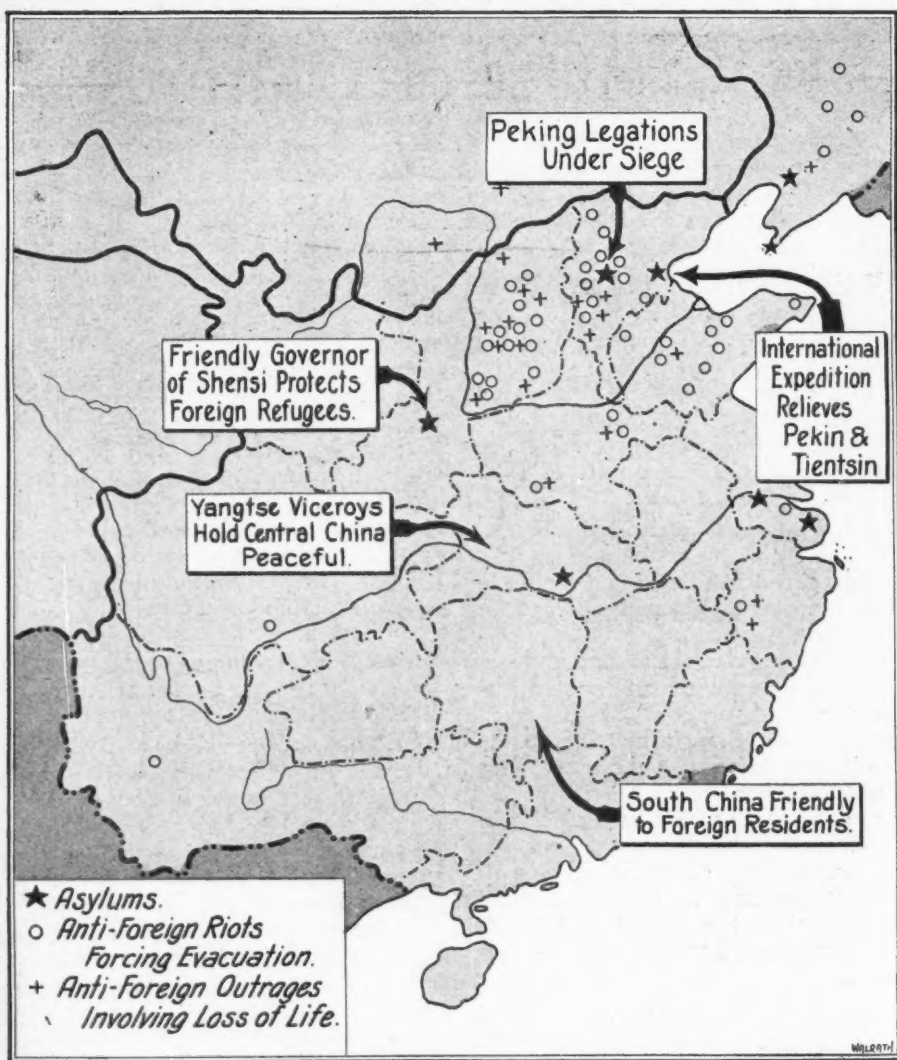 Peking Legations
Under Siege
Friendly Governor
of Shensi Protects
Foreign Refugees.
International
Expedition
Relieves
Pekin &
Tientsin
Yangtse Viceroys
Hold Central China
Peaceful.
South China Friendly
to Foreign Residents.
★ Asylums.
○ Anti-Foreign Riots
Forcing Evacuation.
+ Anti-Foreign Outrages
Involving Loss of Life.
WALRATH